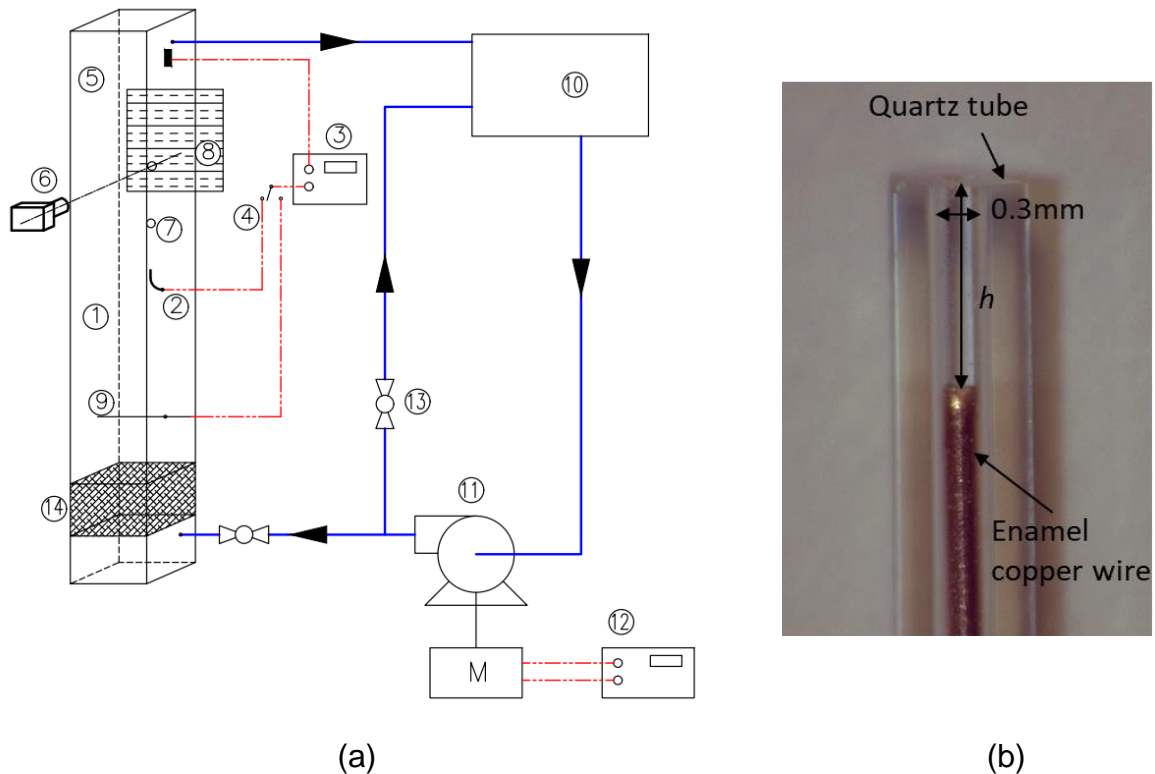 ⑤
⑩
③
⑧
⑥
④
⑦
②
①
⑨
⑬
⑭
⑪
⑫
M
Quartz tube
0.3mm
h
Enamel
copper wire
(a)
(b)